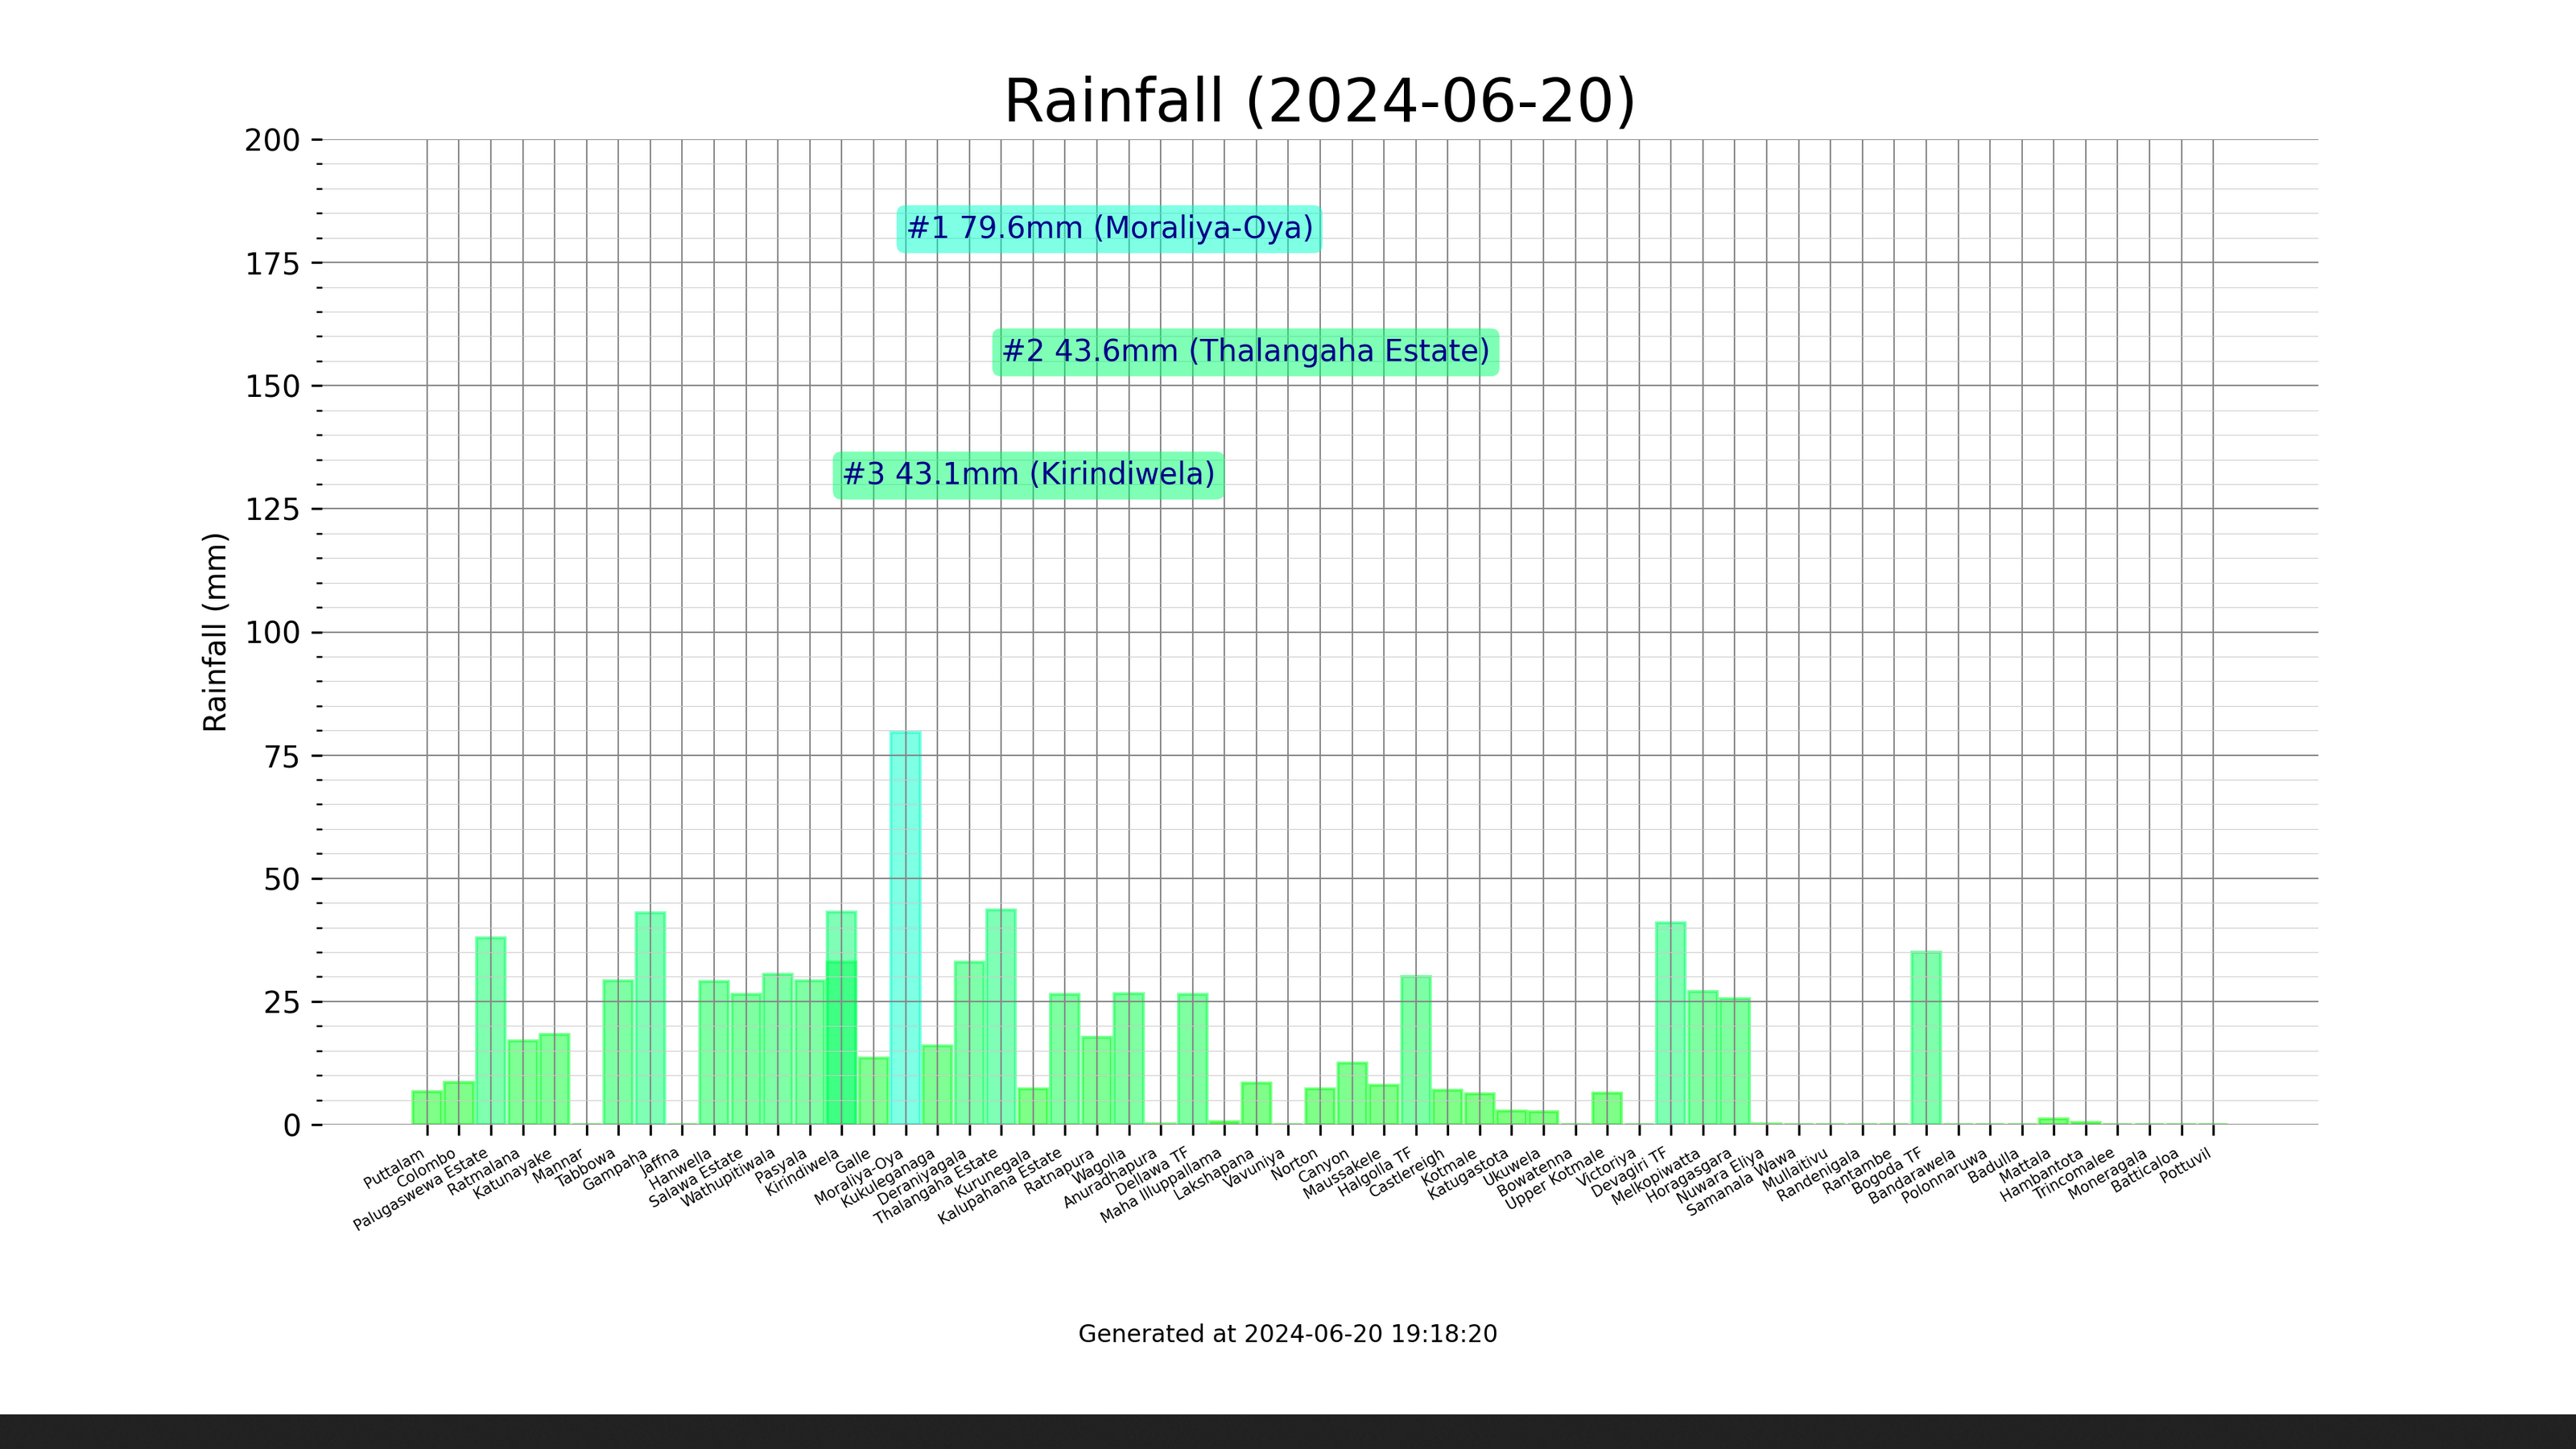 Rainfall (2024-06-20)
200
175
150
125
100
75
50
25
0
Rainfall (mm)
#1 79.6mm (Moraliya-Oya)
#2 43.6mm (Thalangaha Estate)
#3 43.1mm (Kirindiwela)
Puttalam
Colombo
Palugaswewa Estate
Ratmalana
Katunayake
Mannar
Tabbowa
Gampaha
Jaffna
Hanwella
Salawa Estate
Wathupitiwala
Pasyala
Kirindiwela
Galle
Moraliya-Oya
Kukuleganaga
Deraniyagala
Thalangaha Estate
Kurunegala
Kalupahana Estate
Ratnapura
Wagolla
Anuradhapura
Dellawa TF
Maha Illuppallama
Lakshapana
Vavuniya
Norton
Canyon
Maussakele
Halgolla TF
Castlereigh
Kotmale
Katugastota
Ukuwela
Bowatenna
Upper Kotmale
Victoriya
Devagiri TF
Melkopiwatta
Horagasgara
Nuwara Eliya
Samanala Wawa
Mullaitivu
Randenigala
Rantambe
Bogoda TF
Bandarawela
Polonnaruwa
Badulla
Mattala
Hambantota
Trincomalee
Moneragala
Batticaloa
Pottuvil
Generated at 2024-06-20 19:18:20